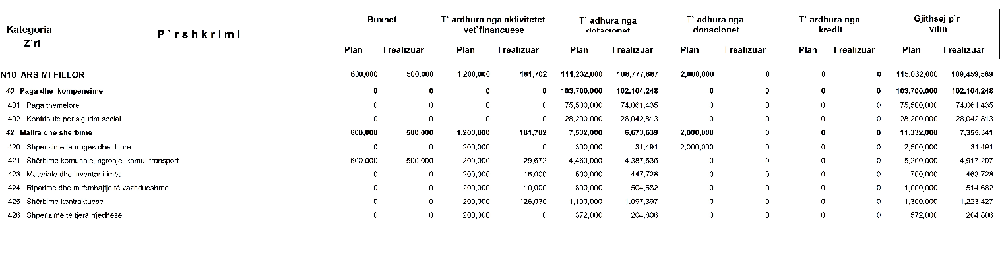 Buxhet T` ardhura nga aktivitetet T` adhura nga T` adhura nga T` ardhura nga Gjithsej p`r
Kategoria P`rshkrimi vet`financuese dotacionet donacionet kredit vitin
Z`ri Plan I realizuar Plan I realizuar Plan I realizuar Plan I realizuar Plan I realizuar Plan I realizuar
N10 ARSIMI FILLOR 600,000 500,000 1,200,000 181,702 111,232,000 108,777,887 2,000,000 0 0 0 115,032,000 109,459,589
40 Paga dhe kompensime 0 0 0 0 103,700,000 102,104,248 0 0 0 0 103,700,000 102,104,248
401 Paga themelore 0 0 0 0 75,500,000 74,061,435 0 0 0 0 75,500,000 74,061,435
402 Kontribute për sigurim social 0 0 0 0 28,200,000 28,042,813 0 0 0 0 28,200,000 28,042,813
42 Mallra dhe shërbime 600,000 500,000 1,200,000 181,702 7,532,000 6,673,639 2,000,000 0 0 0 11,332,000 7,355,341
420 Shpensime te rruges dhe ditore 0 0 200,000 0 300,000 31,491 2,000,000 0 0 0 2,500,000 31,491
421 Shërbime komunale, ngrohje, komu- transport 600,000 500,000 200,000 29,672 4,460,000 4,387,535 0 0 0 0 5,260,000 4,917,207
423 Materiale dhe inventar i imët 0 0 200,000 16,000 500,000 447,728 0 0 0 0 700,000 463,728
424 Riparime dhe mirëmbajtje të vazhdueshme 0 0 200,000 10,000 800,000 504,682 0 0 0 0 1,000,000 514,682
425 Shërbime kontraktuese 0 0 200,000 126,030 1,100,000 1,097,397 0 0 0 0 1,300,000 1,223,427
426 Shpenzime të tjera rrjedhëse 0 0 200,000 0 372,000 204,806 0 0 0 0 572,000 204,806